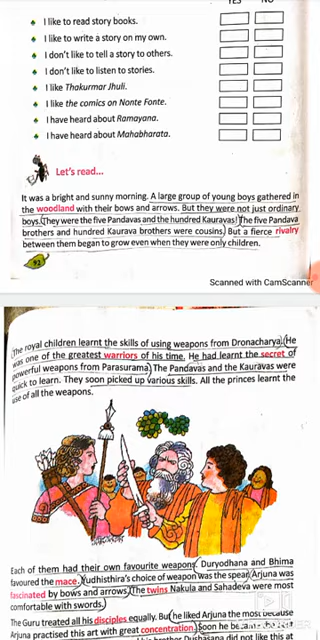 YES NO
I like to read story books.
I like to write a story on my own.
I don't like to tell a story to others.
I don't like to listen to stories.
I like Thakurmar Jhuli.
I like the comics on Nonte Fonte.
I have heard about Ramayana.
I have heard about Mahabharata.
Let's read...
It was a bright and sunny morning. A large group of young boys gathered in
the woodland with their bows and arrows. But they were not just ordinary
boys. They were the five Pandavas and the hundred Kauravas! The five Pandava
brothers and hundred Kaurava brothers were cousins. But a fierce rivalry
between them began to grow even when they were only children.
92
Scanned with CamScanner
The royal children learnt the skills of using weapons from Dronacharya. He
was one of the greatest warriors of his time. He had learnt the secret of
powerful weapons from Parasurama. The Pandavas and the Kauravas were
quick to learn. They soon picked up various skills. All the princes learnt the
use of all the weapons.
Each of them had their own favourite weapons. Duryodhana and Bhima
favoured the mace. Yudhisthira's choice of weapon was the spear. Arjuna was
fascinated by bows and arrows. The twins Nakula and Sahadeva were most
comfortable with swords.
The Guru treated all his disciples equally. But he liked Arjuna the most because
Arjuna practised this art with great concentration. Soon he became the
brother Dushasana did not like this at